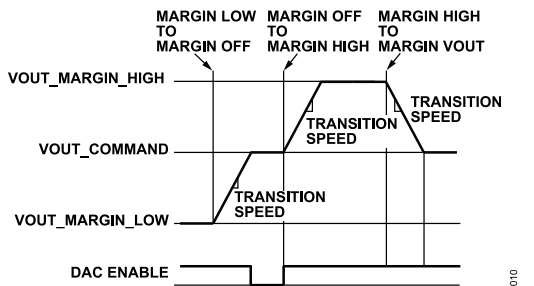 MARGIN LOW
TO
MARGIN OFF
MARGIN OFF
TO
MARGIN HIGH
MARGIN HIGH
TO
MARGIN VOUT
VOUT_MARGIN_HIGH
TRANSITION
SPEED
TRANSITION
SPEED
VOUT_COMMAND
TRANSITION
SPEED
VOUT_MARGIN_LOW
DAC ENABLE
010